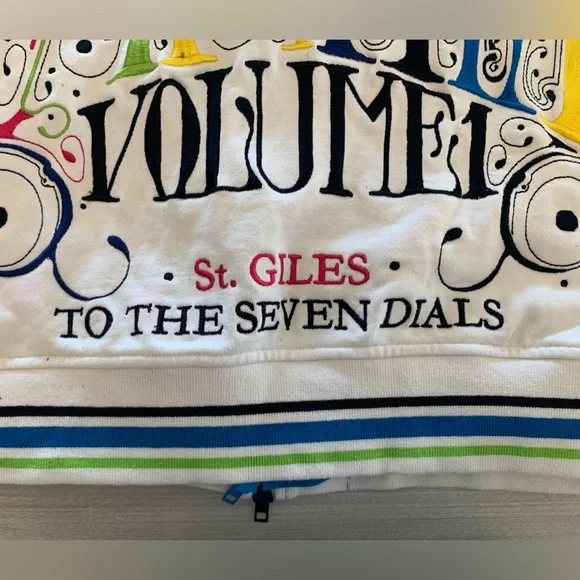 VOLUME·1
· St. GILES ·
TO THE SEVEN DIALS